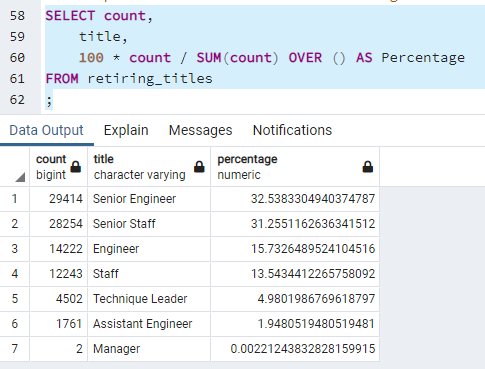 58 SELECT count,
59 title,
60 100 * count / SUM(count) OVER () AS Percentage
61 FROM retiring_titles
62 ;
Data Output Explain Messages Notifications
count title percentage
bigint character varying numeric
1 29414 Senior Engineer 32.5383304940374787
2 28254 Senior Staff 31.2551162636341512
3 14222 Engineer 15.7326489524104516
4 12243 Staff 13.5434412265758092
5 4502 Technique Leader 4.9801986769618797
6 1761 Assistant Engineer 1.9480519480519481
7 2 Manager 0.00221243832828159915